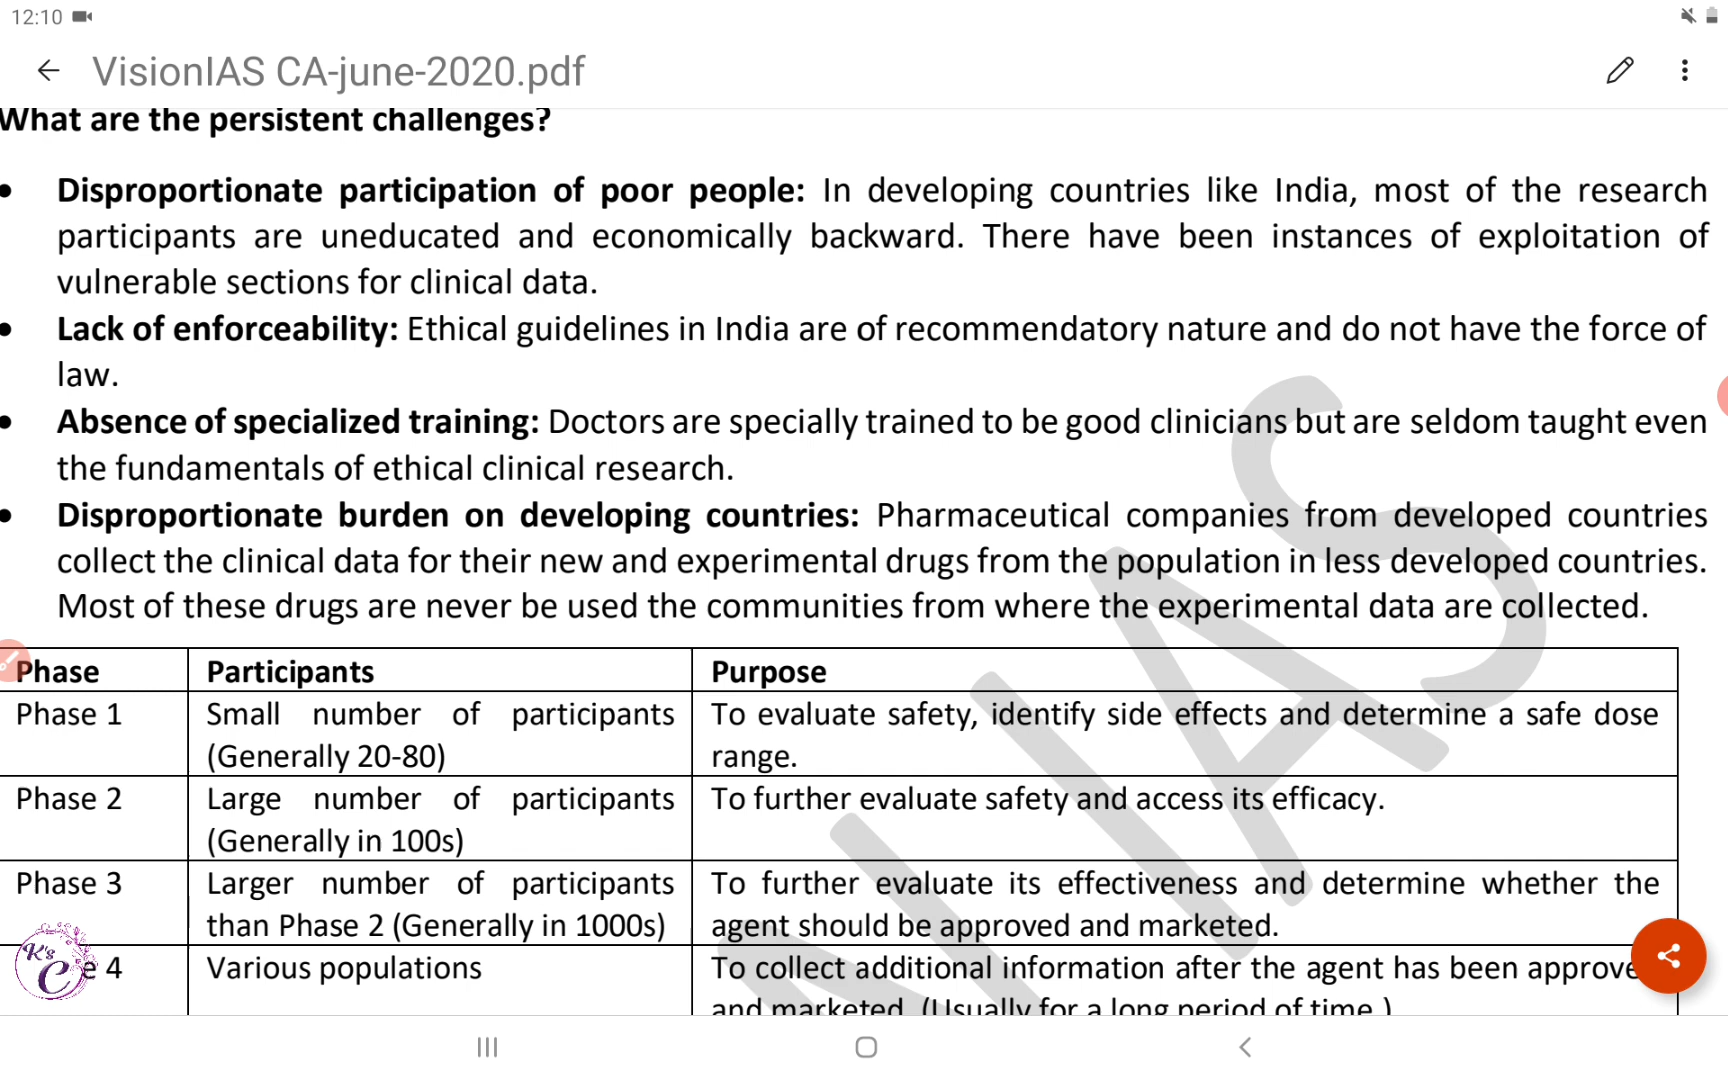 12:10
VisionIAS CA-june-2020.pdf
What are the persistent challenges?
• Disproportionate participation of poor people: In developing countries like India, most of the research
participants are uneducated and economically backward. There have been instances of exploitation of
vulnerable sections for clinical data.
• Lack of enforceability: Ethical guidelines in India are of recommendatory nature and do not have the force of
law.
• Absence of specialized training: Doctors are specially trained to be good clinicians but are seldom taught even
the fundamentals of ethical clinical research.
• Disproportionate burden on developing countries: Pharmaceutical companies from developed countries
collect the clinical data for their new and experimental drugs from the population in less developed countries.
Most of these drugs are never be used the communities from where the experimental data are collected.
Phase Participants Purpose
Phase 1 Small number of participants To evaluate safety, identify side effects and determine a safe dose
(Generally 20-80) range.
Phase 2 Large number of participants To further evaluate safety and access its efficacy.
(Generally in 100s)
Phase 3 Larger number of participants To further evaluate its effectiveness and determine whether the
than Phase 2 (Generally in 1000s) agent should be approved and marketed.
e 4 Various populations To collect additional information after the agent has been approve
and marketed. (Usually for a long period of time.)
K's
C
N IAS